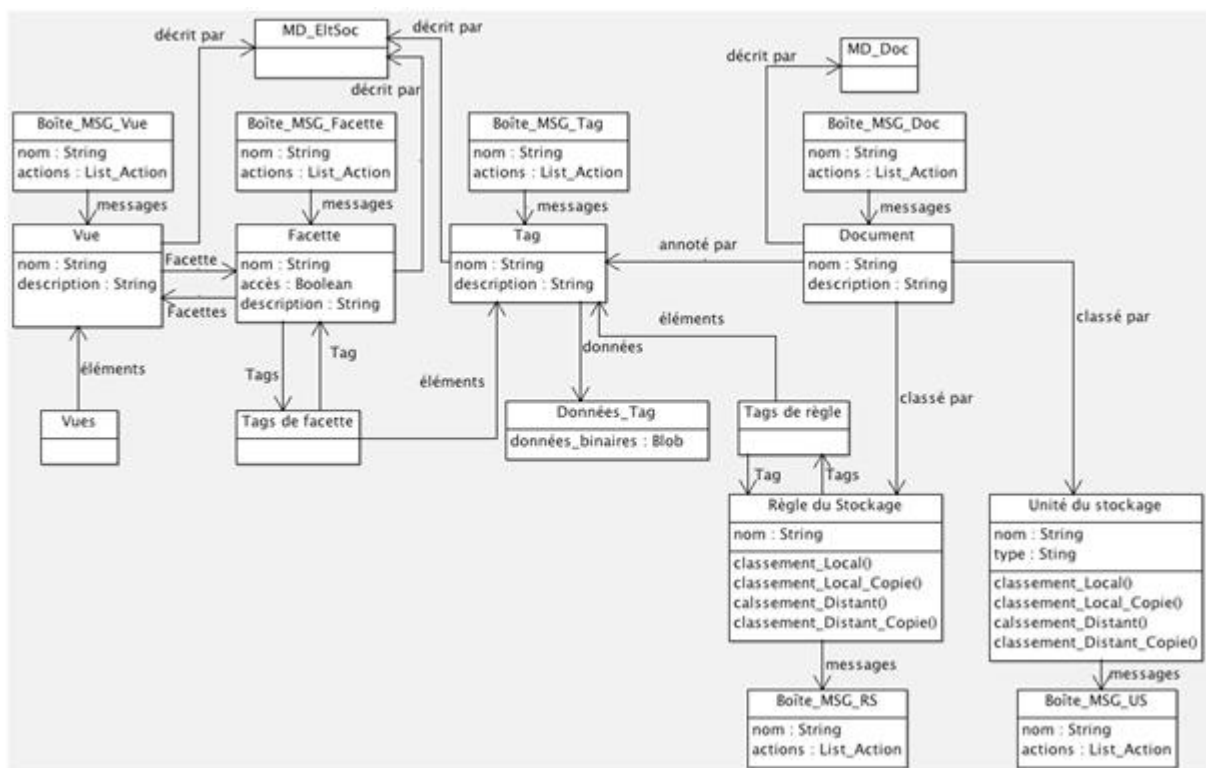 décrit par
MD_EltSoc
décrit par
MD_Doc
décrit par
décrit par
Boîte_MSG_Vue
nom : String
actions : List_Action
Boîte_MSG_Facette
nom : String
actions : List_Action
Boîte_MSG_Tag
nom : String
actions : List_Action
Boîte_MSG_Doc
nom : String
actions : List_Action
messages
messages
messages
messages
Vue
nom : String
description : String
Facette
Facettes
Facette
nom : String
accès : Boolean
description : String
Tag
nom : String
description : String
annoté par
Document
nom : String
description : String
éléments
Tags
Tag
éléments
données
éléments
classé par
classé par
Vues
Tags de facette
Données_Tag
données_binaires : Blob
Tags de règle
Tag
Tags
Règle du Stockage
nom : String
classement_Local()
classement_Local_Copie()
calssement_Distant()
classement_Distant_Copie()
Unité du stockage
nom : String
type : Sting
classement_Local()
classement_Local_Copie()
calssement_Distant()
classement_Distant_Copie()
messages
messages
Boîte_MSG_RS
nom : String
actions : List_Action
Boîte_MSG_US
nom : String
actions : List_Action